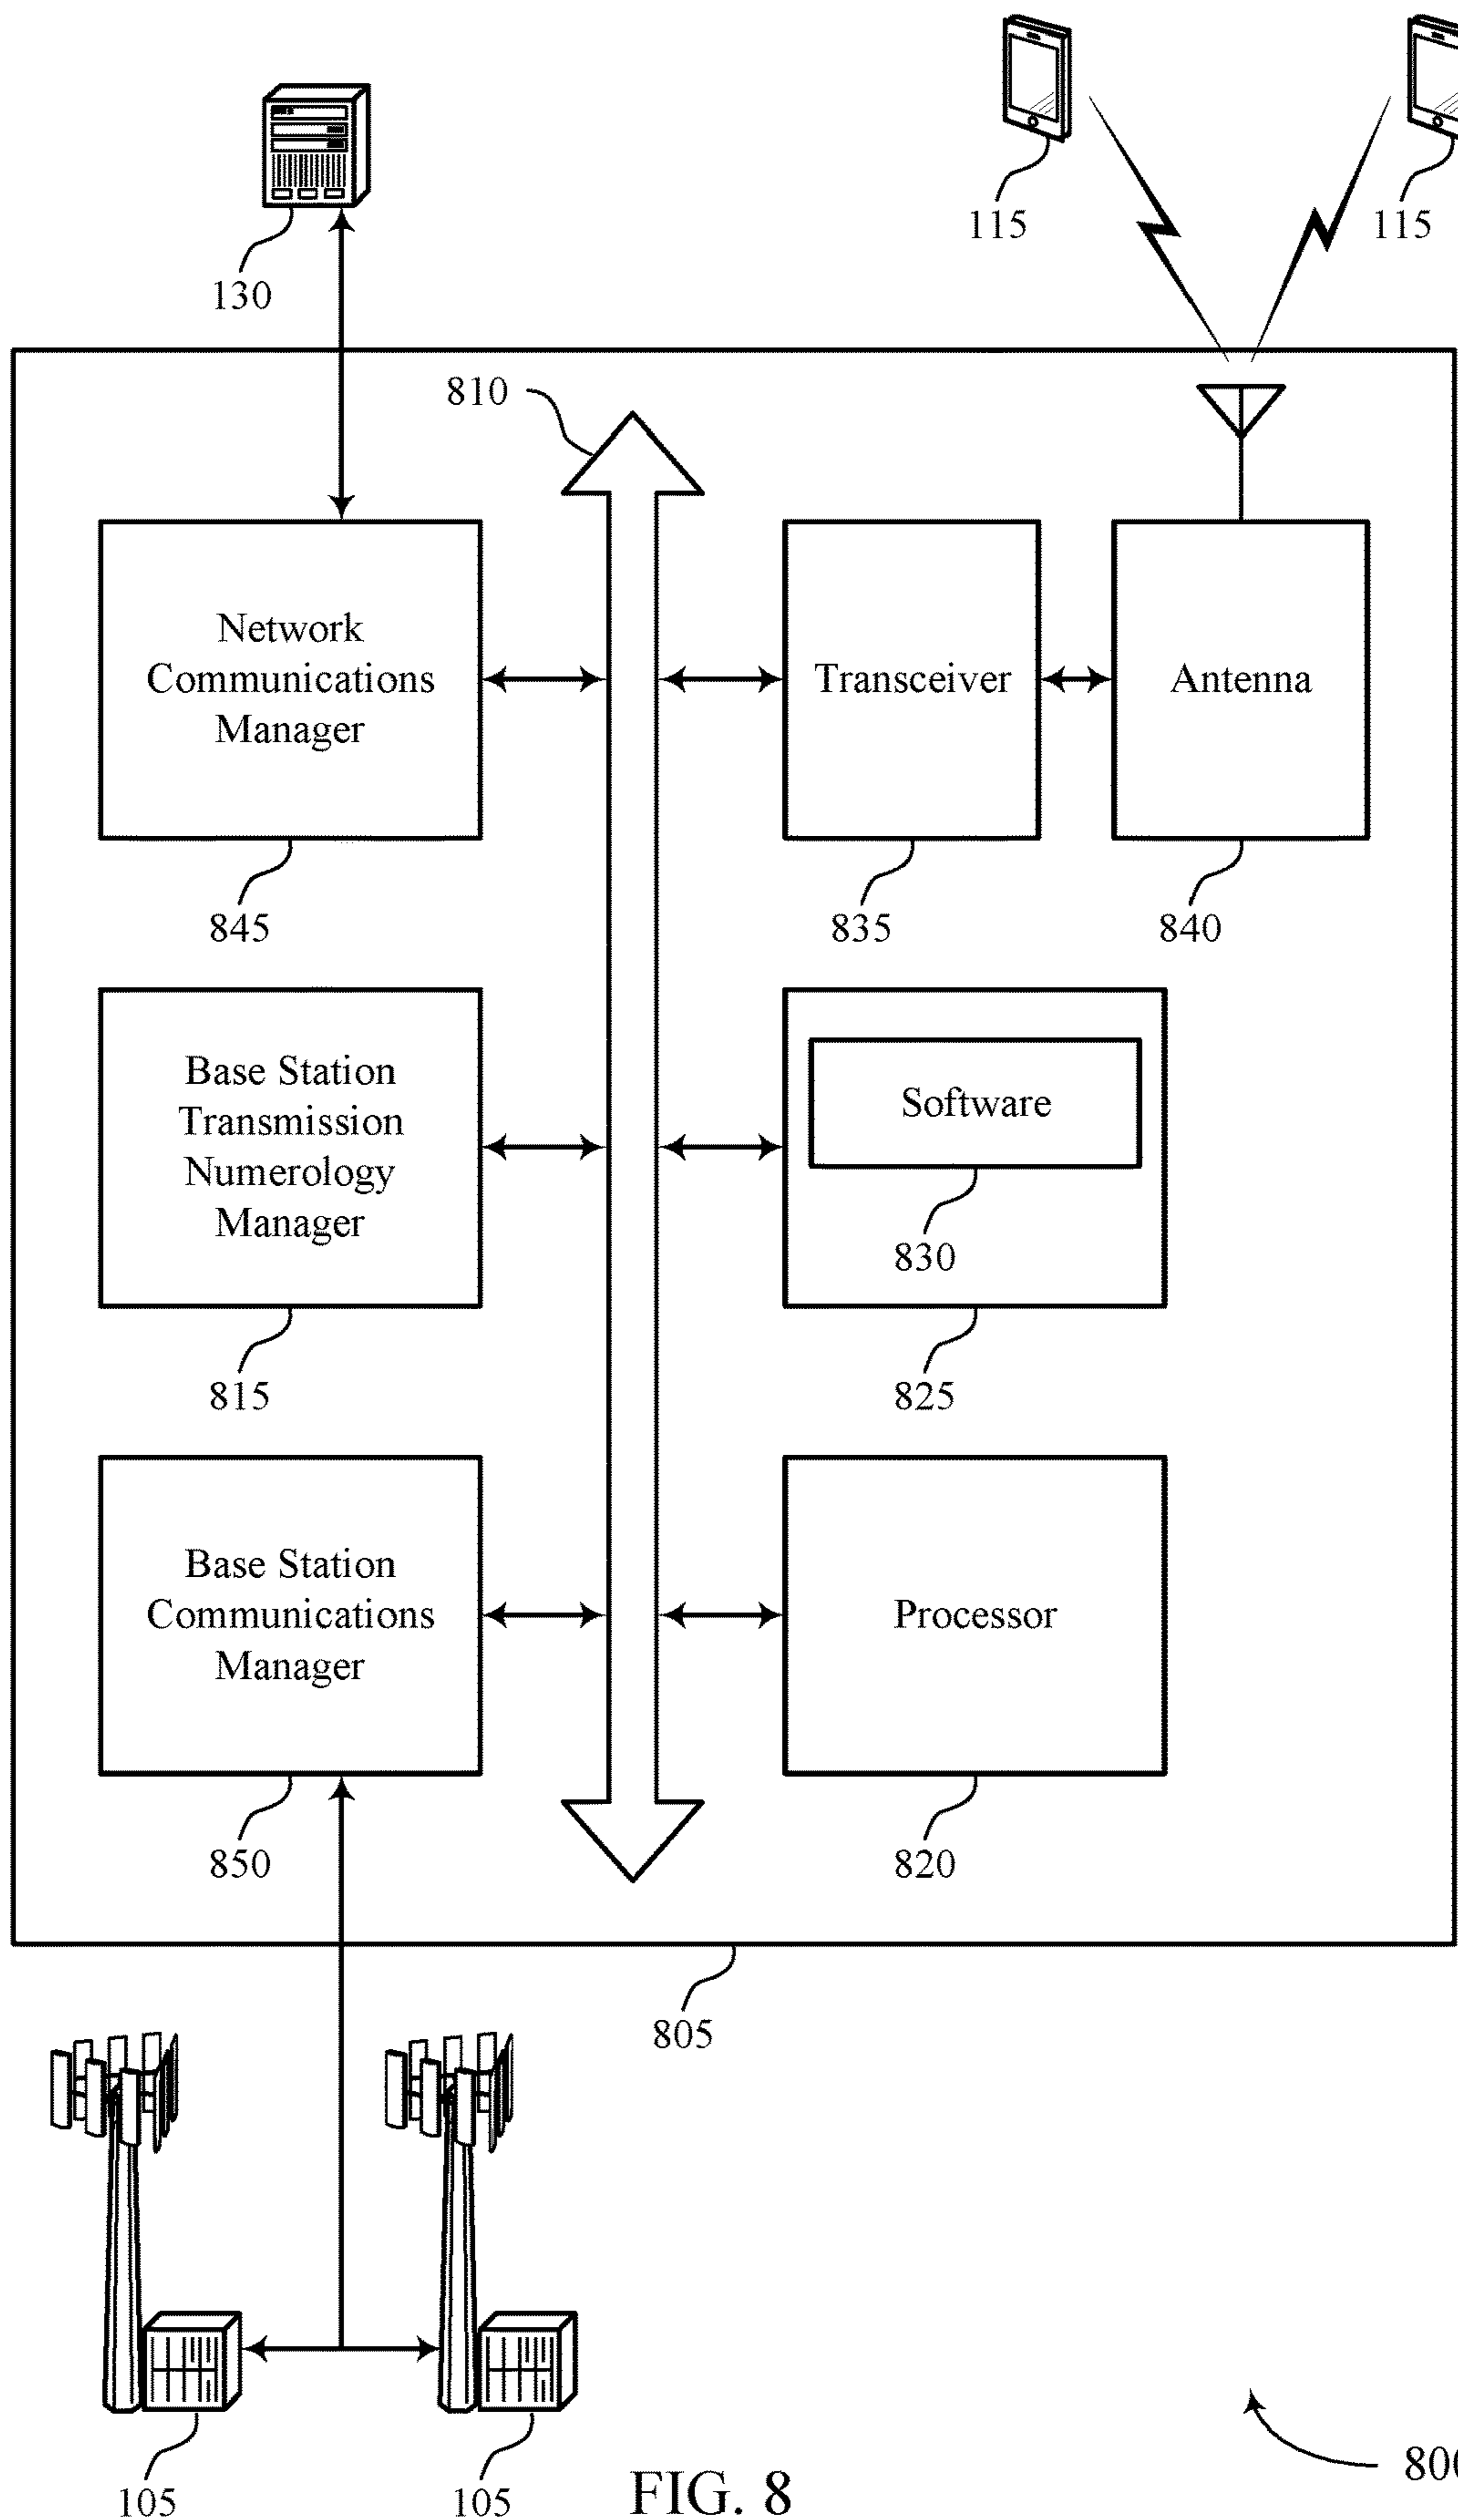 115
115
130
810
Network
Communications
Manager
Transceiver
Antenna
845
835
840
Base Station
Transmission
Numerology
Manager
Software
830
815
825
Base Station
Communications
Manager
Processor
850
820
805
105
105
FIG. 8